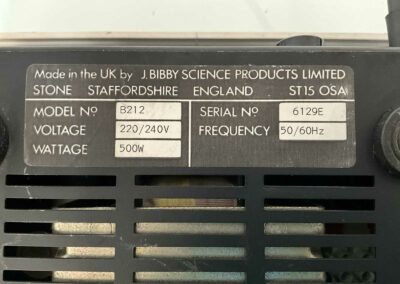 Made in the UK by J.BIBBY SCIENCE PRODUCTS LIMITED
STONE STAFFORDSHIRE ENGLAND ST15 OSA
MODEL Nº B212 SERIAL Nº 6129E
VOLTAGE 220/240V FREQUENCY 50/60Hz
WATTAGE 500W